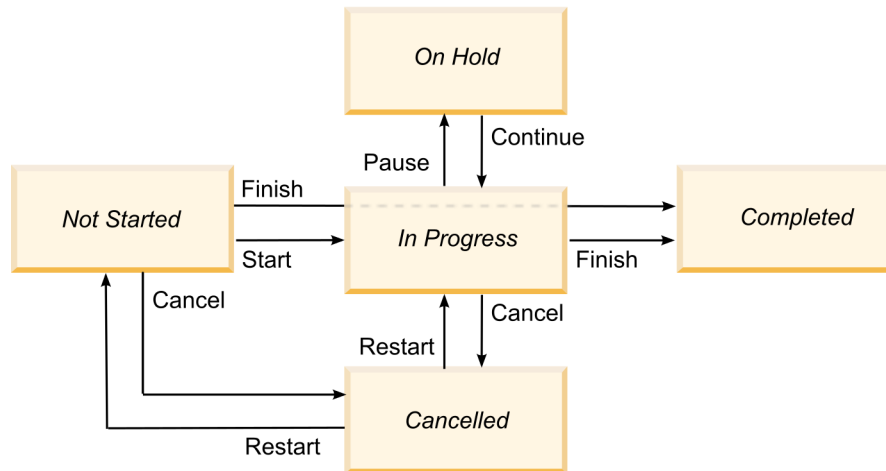 On Hold
Pause
Continue
Not Started
Finish
Start
In Progress
Finish
Completed
Cancel
Restart
Cancel
Cancelled
Restart